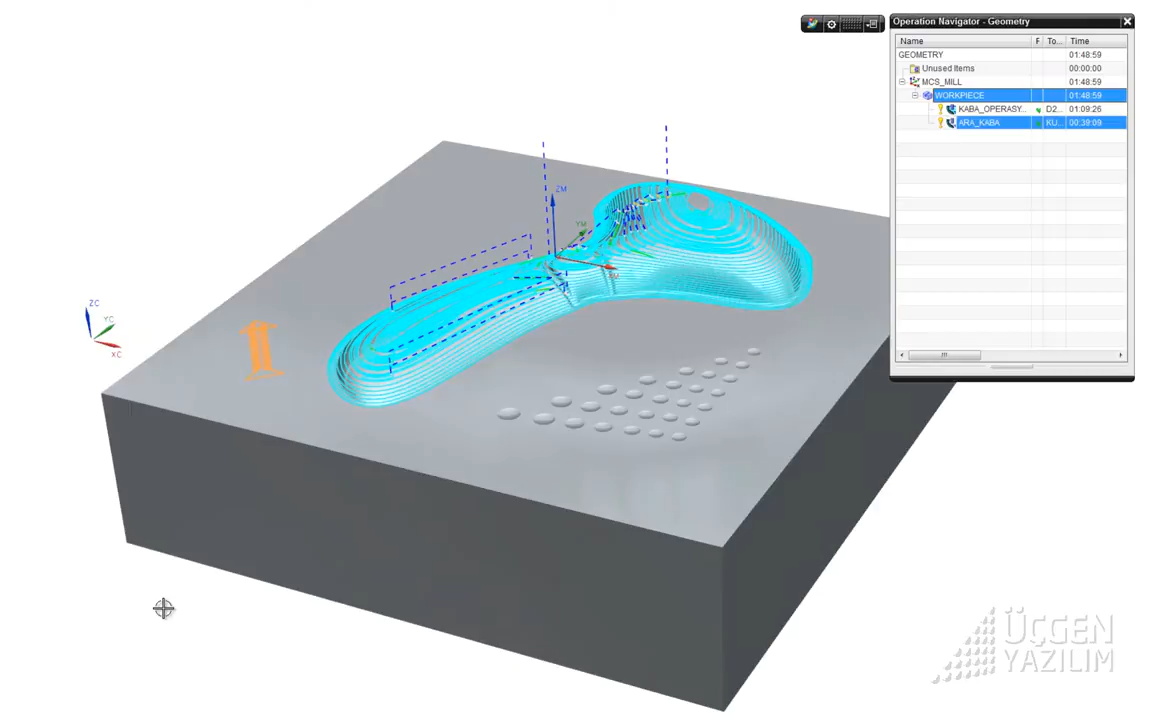 Operation Navigator - Geometry
Name F To... Time
GEOMETRY 01:48:59
Unused Items 00:00:00
MCS_MILL 01:48:59
WORKPIECE 01:48:59
KABA_OPERASY... D2... 01:09:26
ARA_KABA KU... 00:39:09
ZM
YM
XM
ZC
YC
XC
ÜÇGEN
YAZILIM